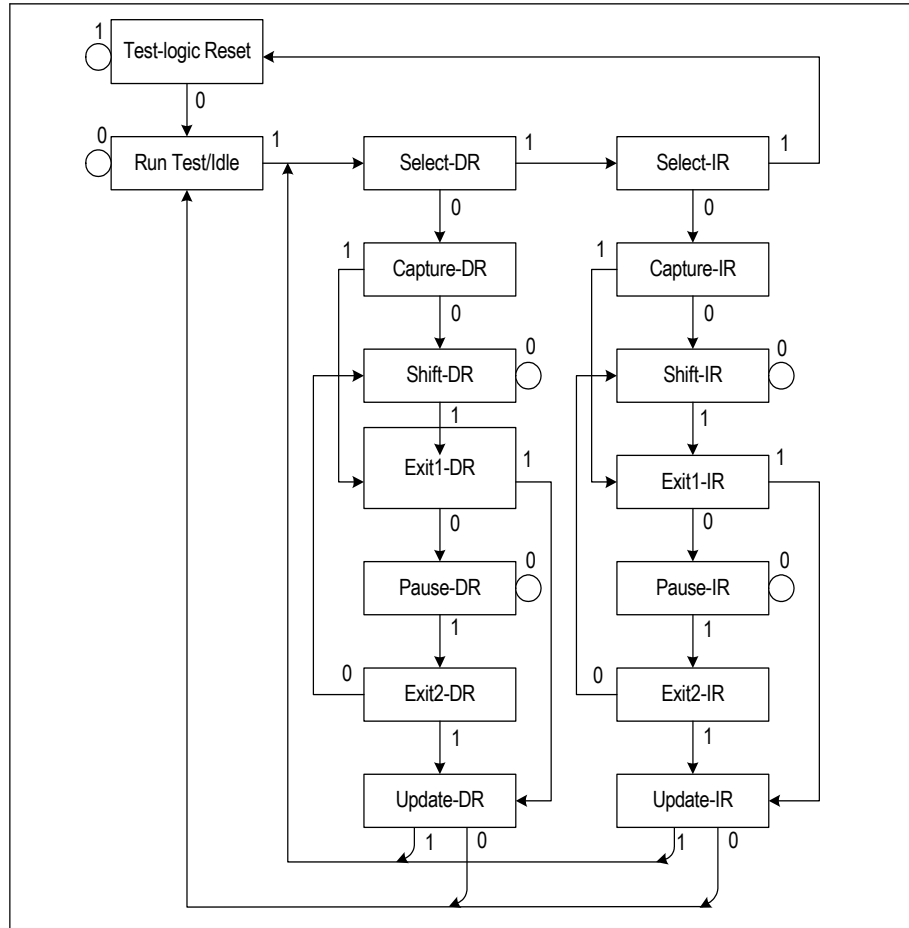 1
Test-logic Reset
0
0
Run Test/Idle
1
Select-DR
1
Select-IR
1
0
0
1
Capture-DR
1
Capture-IR
0
0
0
0
Shift-DR
Shift-IR
1
1
Exit1-DR
1
Exit1-IR
1
0
0
0
0
Pause-DR
Pause-IR
1
1
0
Exit2-DR
0
Exit2-IR
1
1
Update-DR
Update-IR
1
0
1
0